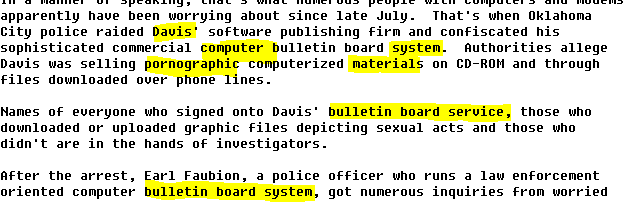 In a manner of speaking, that's what numerous people with computers and modems
apparently have been worrying about since late July. That's when Oklahoma
City police raided Davis' software publishing firm and confiscated his
sophisticated commercial computer bulletin board system. Authorities allege
Davis was selling pornographic computerized materials on CD-ROM and through
files downloaded over phone lines.
Names of everyone who signed onto Davis' bulletin board service, those who
downloaded or uploaded graphic files depicting sexual acts and those who
didn't are in the hands of investigators.
After the arrest, Earl Faubion, a police officer who runs a law enforcement
oriented computer bulletin board system, got numerous inquiries from worried